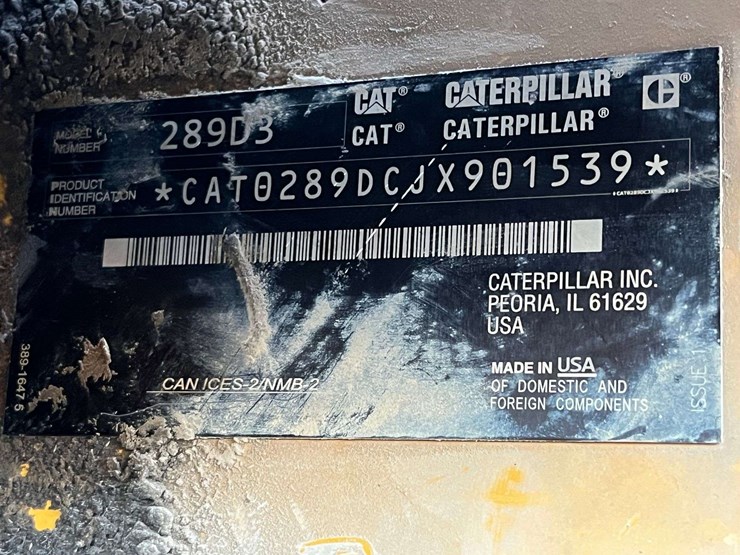 MODEL
NUMBER
289D3
CAT® CATERPILLAR®
CAT® CATERPILLAR®
PRODUCT
IDENTIFICATION
NUMBER
*CAT0289DCJX901539*
CATERPILLAR INC.
PEORIA, IL 61629
USA
MADE IN USA
OF DOMESTIC AND
FOREIGN COMPONENTS
CAN ICES-2/NMB-2
389-1647 6
ISSUE 1